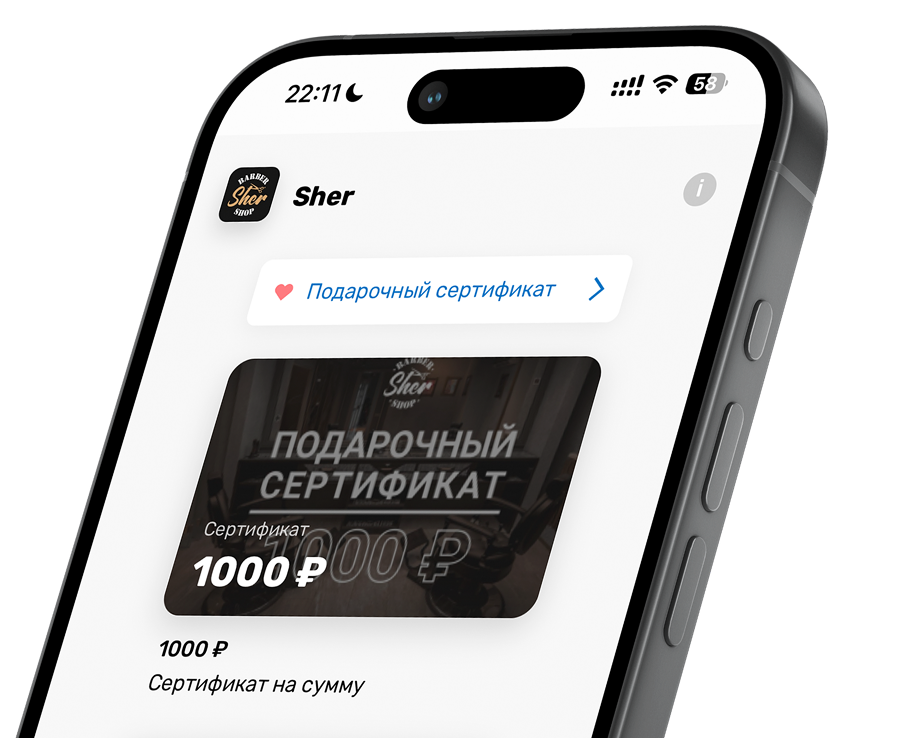 22:11
58
BARBER
Sher
SHOP
Sher
i
Подарочный сертификат
BARBER
Sher
SHOP
ПОДАРОЧНЫЙ
СЕРТИФИКАТ
Сертификат
1000 ₽
1000 ₽
1000 ₽
Сертификат на сумму